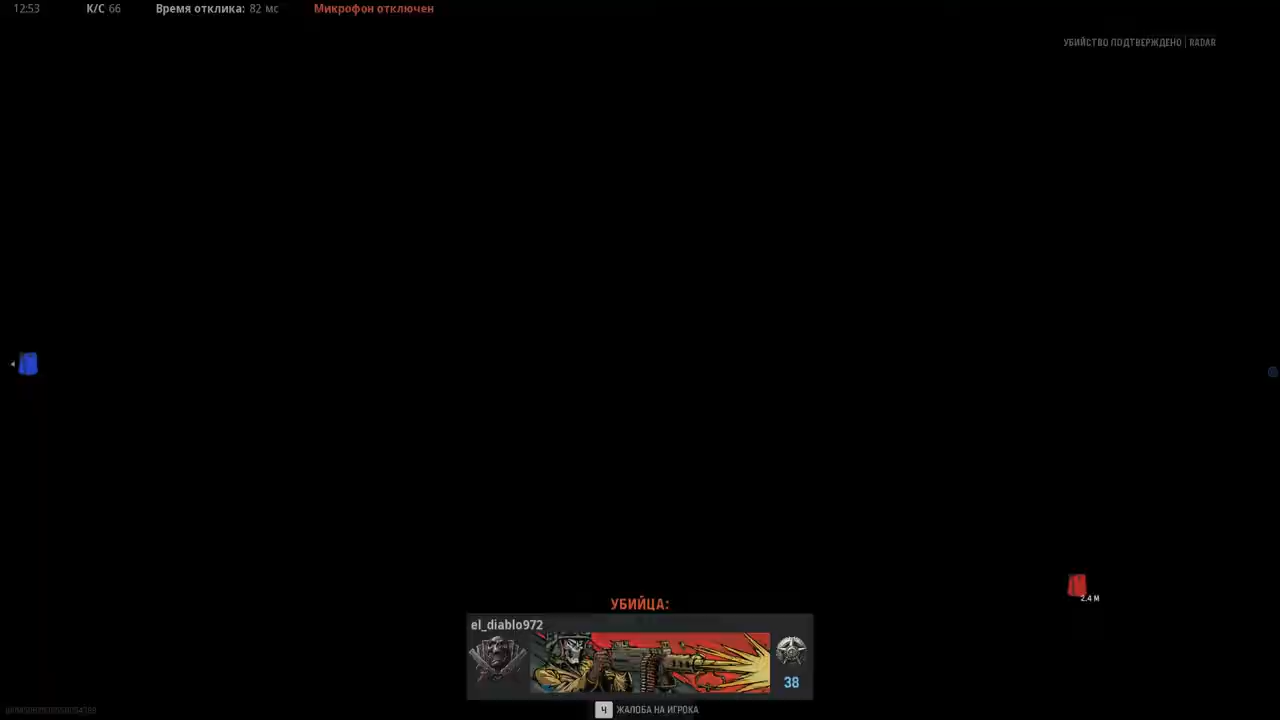 12:53 К/С 66 Время отклика: 82 мс Микрофон отключен
УБИЙСТВО ПОДТВЕРЖДЕНО | RADAR
2.4 М
УБИЙЦА:
el_diablo972
38
Ч ЖАЛОБА НА ИГРОКА